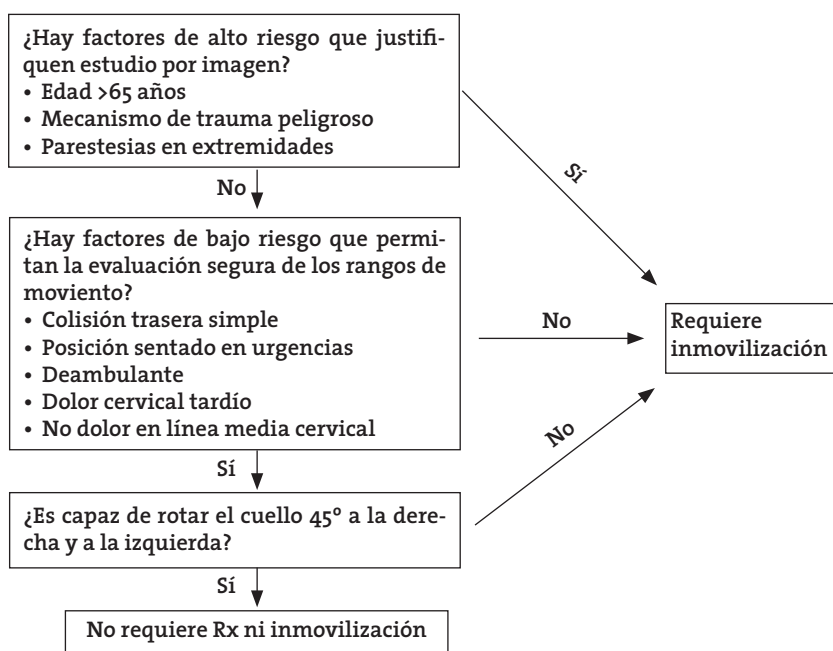 ¿Hay factores de alto riesgo que justifi-
quen estudio por imagen?
• Edad >65 años
• Mecanismo de trauma peligroso
• Parestesias en extremidades
Sí
No
¿Hay factores de bajo riesgo que permi-
tan la evaluación segura de los rangos de
moviento?
• Colisión trasera simple
• Posición sentado en urgencias
• Deambulante
• Dolor cervical tardío
• No dolor en línea media cervical
No
Requiere
inmovilización
No
Sí
¿Es capaz de rotar el cuello 45º a la dere-
cha y a la izquierda?
Sí
No requiere Rx ni inmovilización